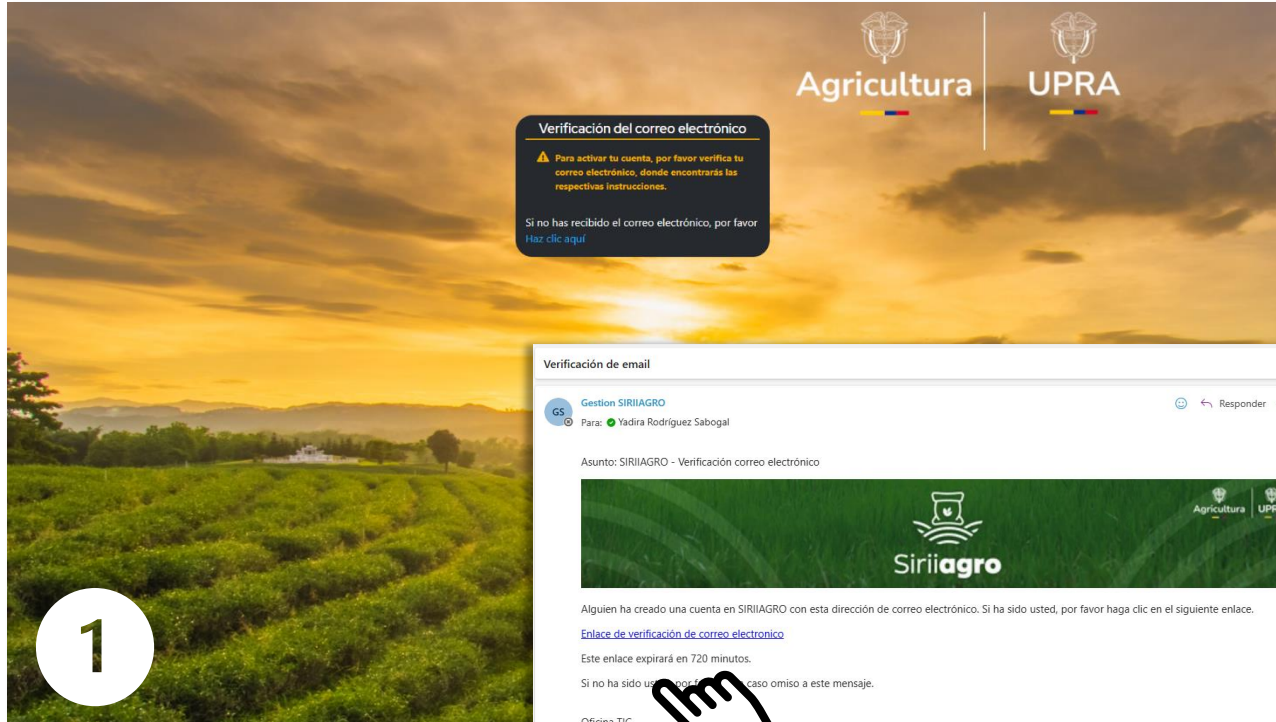 Agricultura
UPRA
Verificación del correo electrónico
Para activar tu cuenta, por favor verifica tu
correo electrónico, donde encontrarás las
respectivas instrucciones.
Si no has recibido el correo electrónico, por favor
Haz clic aquí
Verificación de email
GS
Gestion SIRIIAGRO
Responder
Para: Yadira Rodríguez Sabogal
Asunto: SIRIIAGRO - Verificación correo electrónico
Agricultura
Siriiagro
Alguien ha creado una cuenta en SIRIIAGRO con esta dirección de correo electrónico. Si ha sido usted, por favor haga clic en el siguiente enlace.
Enlace de verificación de correo electronico
Este enlace expirará en 720 minutos.
Si no ha sido por caso omiso a este mensaje.
Oficina TIC
1